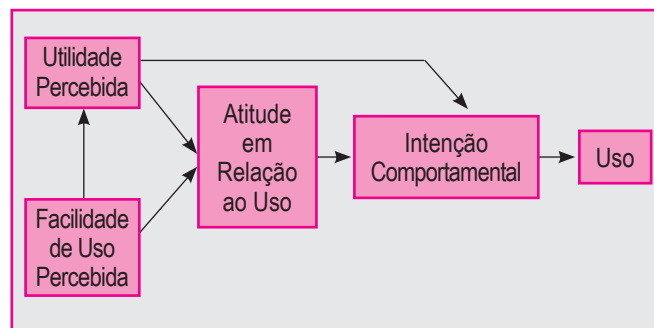 Utilidade
Percebida
Atitude
em
Relação
ao Uso
Intenção
Comportamental
Uso
Facilidade
de Uso
Percebida